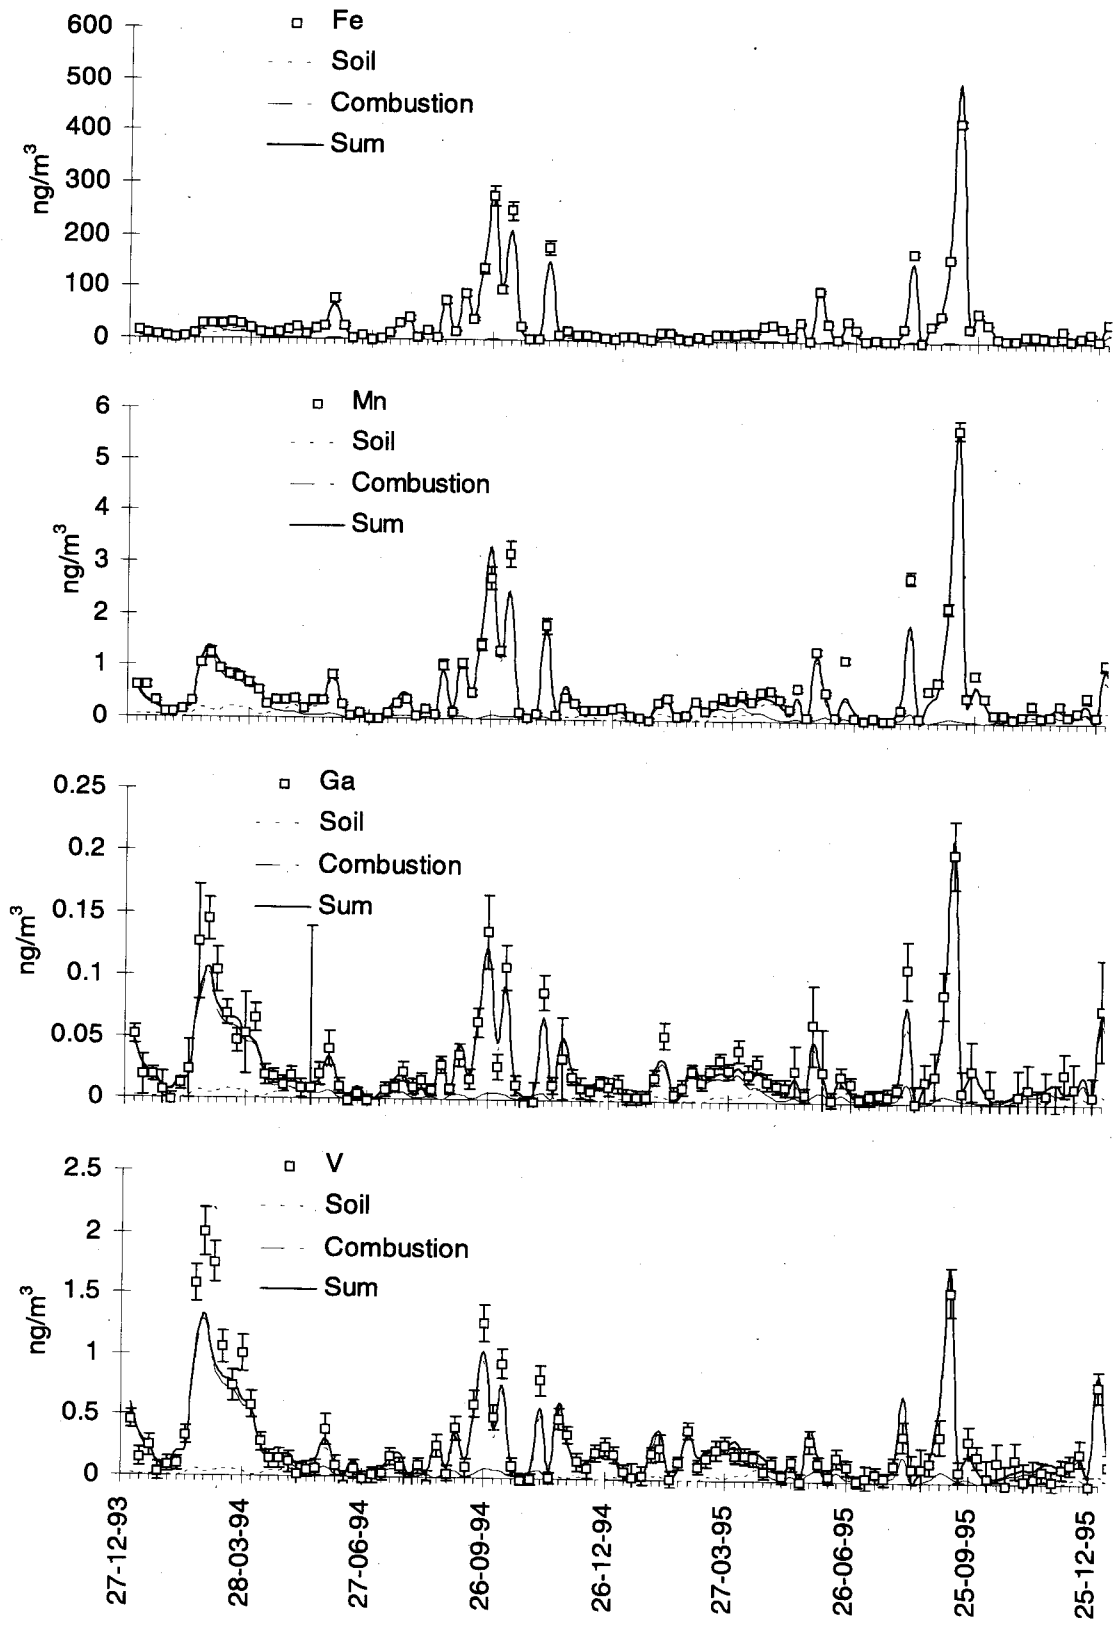 600
500
400
300
200
100
0
ng/m³
Fe
Soil
Combustion
Sum
6
5
4
3
2
1
0
ng/m³
Mn
Soil
Combustion
Sum
0.25
0.2
0.15
0.1
0.05
0
ng/m³
Ga
Soil
Combustion
Sum
2.5
2
1.5
1
0.5
0
ng/m³
V
Soil
Combustion
Sum
27-12-93
28-03-94
27-06-94
26-09-94
26-12-94
27-03-95
26-06-95
25-09-95
25-12-95